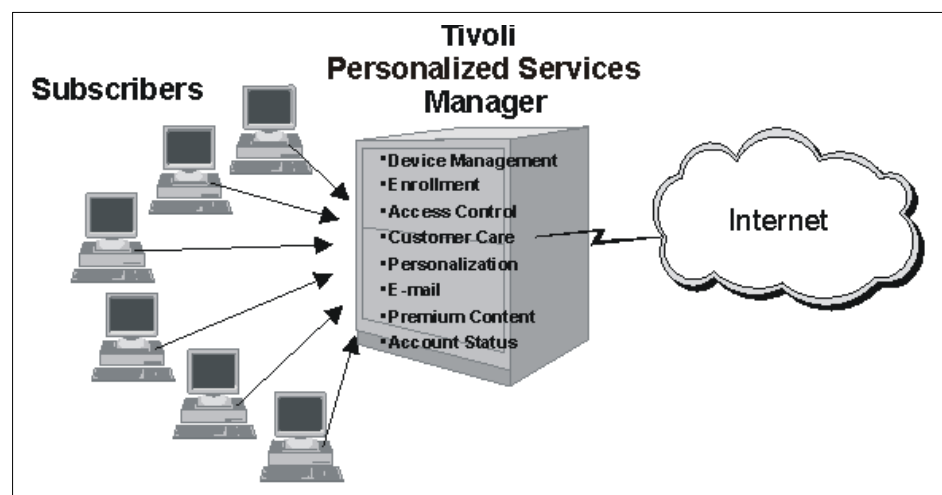 Tivoli
Personalized Services
Manager
Subscribers
•Device Management
•Enrollment
•Access Control
•Customer Care
•Personalization
•E-mail
•Premium Content
•Account Status
Internet